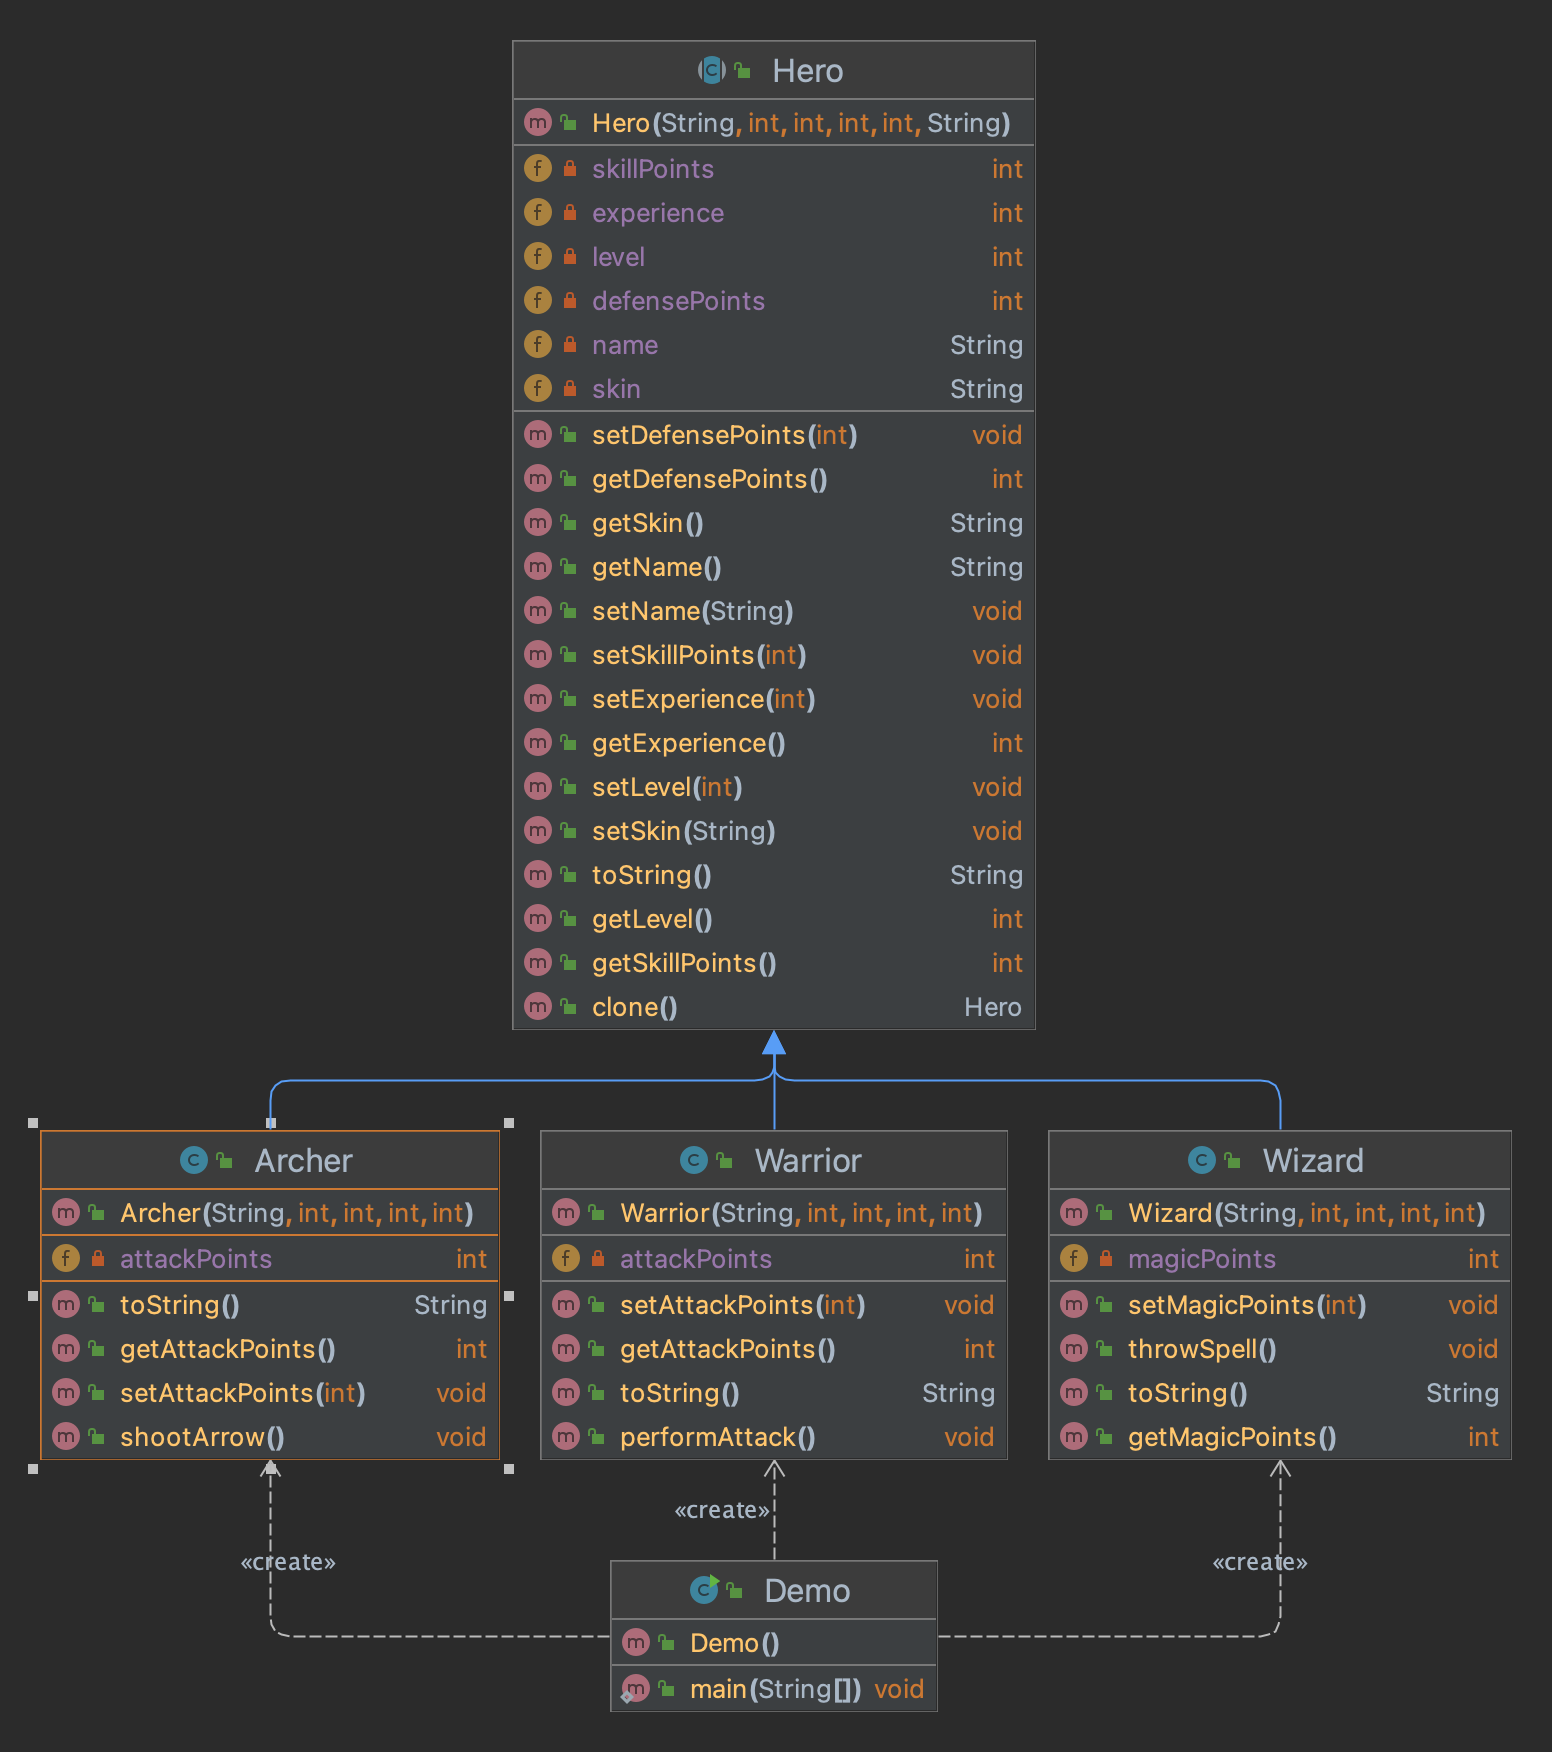 Hero
Hero(String, int, int, int, int, String)
skillPoints int
experience int
level int
defensePoints int
name String
skin String
setDefensePoints(int) void
getDefensePoints() int
getSkin() String
getName() String
setName(String) void
setSkillPoints(int) void
setExperience(int) void
getExperience() int
setLevel(int) void
setSkin(String) void
toString() String
getLevel() int
getSkillPoints() int
clone() Hero
Archer
Archer(String, int, int, int, int)
attackPoints int
toString() String
getAttackPoints() int
setAttackPoints(int) void
shootArrow() void
Warrior
Warrior(String, int, int, int, int)
attackPoints int
setAttackPoints(int) void
getAttackPoints() int
toString() String
performAttack() void
Wizard
Wizard(String, int, int, int, int)
magicPoints int
setMagicPoints(int) void
throwSpell() void
toString() String
getMagicPoints() int
«create»
«create»
«create»
Demo
Demo()
main(String[]) void